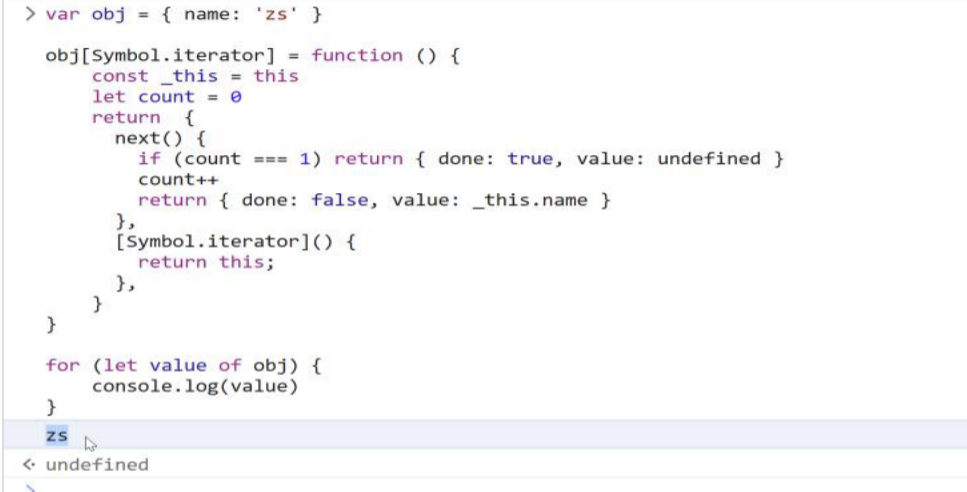 > var obj = { name: 'zs' }
obj[Symbol.iterator] = function () {
const _this = this
let count = 0
return  {
next() {
if (count === 1) return { done: true, value: undefined }
count++
return { done: false, value: _this.name }
},
[Symbol.iterator]() {
return this;
},
}
}
for (let value of obj) {
console.log(value)
}
zs
<· undefined
>